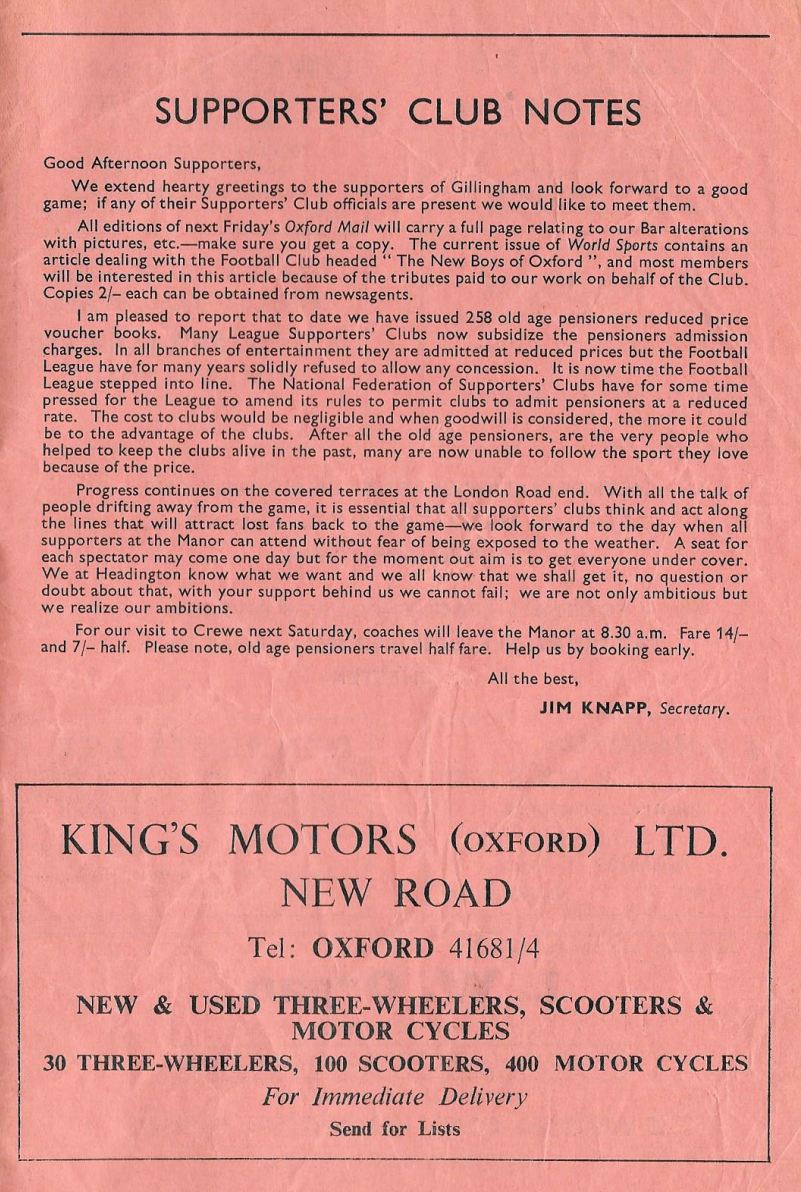 SUPPORTERS' CLUB NOTES
Good Afternoon Supporters,
We extend hearty greetings to the supporters of Gillingham and look forward to a good
game; if any of their Supporters' Club officials are present we would like to meet them.
All editions of next Friday's Oxford Mail will carry a full page relating to our Bar alterations
with pictures, etc.—make sure you get a copy. The current issue of World Sports contains an
article dealing with the Football Club headed " The New Boys of Oxford ", and most members
will be interested in this article because of the tributes paid to our work on behalf of the Club.
Copies 2/– each can be obtained from newsagents.
I am pleased to report that to date we have issued 258 old age pensioners reduced price
voucher books. Many League Supporters' Clubs now subsidize the pensioners admission
charges. In all branches of entertainment they are admitted at reduced prices but the Football
League have for many years solidly refused to allow any concession. It is now time the Football
League stepped into line. The National Federation of Supporters' Clubs have for some time
pressed for the League to amend its rules to permit clubs to admit pensioners at a reduced
rate. The cost to clubs would be negligible and when goodwill is considered, the more it could
be to the advantage of the clubs. After all the old age pensioners, are the very people who
helped to keep the clubs alive in the past, many are now unable to follow the sport they love
because of the price.
Progress continues on the covered terraces at the London Road end. With all the talk of
people drifting away from the game, it is essential that all supporters' clubs think and act along
the lines that will attract lost fans back to the game—we look forward to the day when all
supporters at the Manor can attend without fear of being exposed to the weather. A seat for
each spectator may come one day but for the moment out aim is to get everyone under cover.
We at Headington know what we want and we all know that we shall get it, no question or
doubt about that, with your support behind us we cannot fail; we are not only ambitious but
we realize our ambitions.
For our visit to Crewe next Saturday, coaches will leave the Manor at 8.30 a.m. Fare 14/–
and 7/– half. Please note, old age pensioners travel half fare. Help us by booking early.
All the best,
JIM KNAPP, Secretary.
KING'S MOTORS (OXFORD) LTD.
NEW ROAD
Tel: OXFORD 41681/4
NEW & USED THREE-WHEELERS, SCOOTERS &
MOTOR CYCLES
30 THREE-WHEELERS, 100 SCOOTERS, 400 MOTOR CYCLES
For Immediate Delivery
Send for Lists